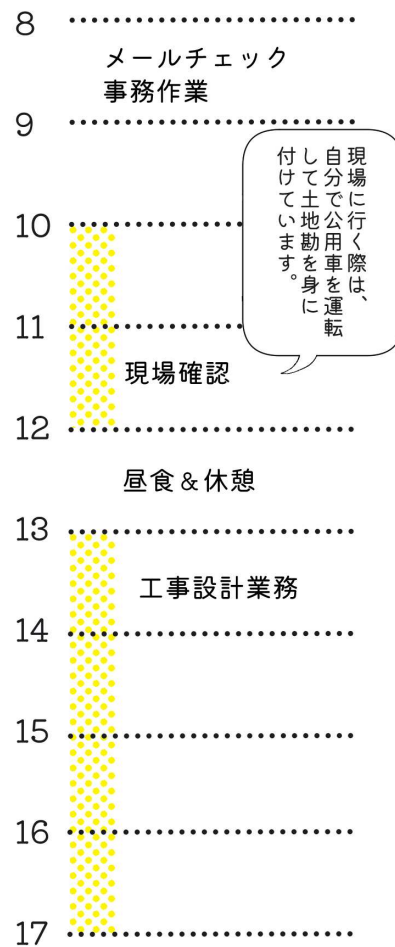 8
メールチェック
事務作業
9
現場に行く際は、
自分で公用車を運転
して土地勘を身に
付けています。
10
11
現場確認
12
昼食＆休憩
13
工事設計業務
14
15
16
17